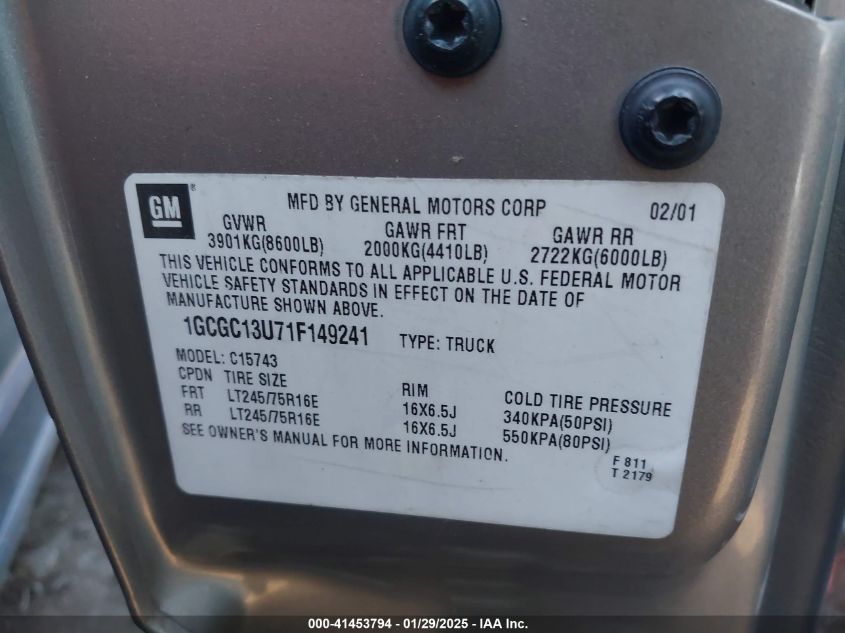 GM ®
MFD BY GENERAL MOTORS CORP 02/01
GVWR GAWR FRT GAWR RR
3901KG(8600LB) 2000KG(4410LB) 2722KG(6000LB)
THIS VEHICLE CONFORMS TO ALL APPLICABLE U.S. FEDERAL MOTOR
VEHICLE SAFETY STANDARDS IN EFFECT ON THE DATE OF
MANUFACTURE SHOWN ABOVE.
1GCGC13U71F149241 TYPE: TRUCK
MODEL: C15743
CPDN TIRE SIZE RIM COLD TIRE PRESSURE
FRT LT245/75R16E 16X6.5J 340KPA(50PSI)
RR LT245/75R16E 16X6.5J 550KPA(80PSI)
SEE OWNER'S MANUAL FOR MORE INFORMATION.
F 811
T 2179
000-41453794 - 01/29/2025 - IAA Inc.